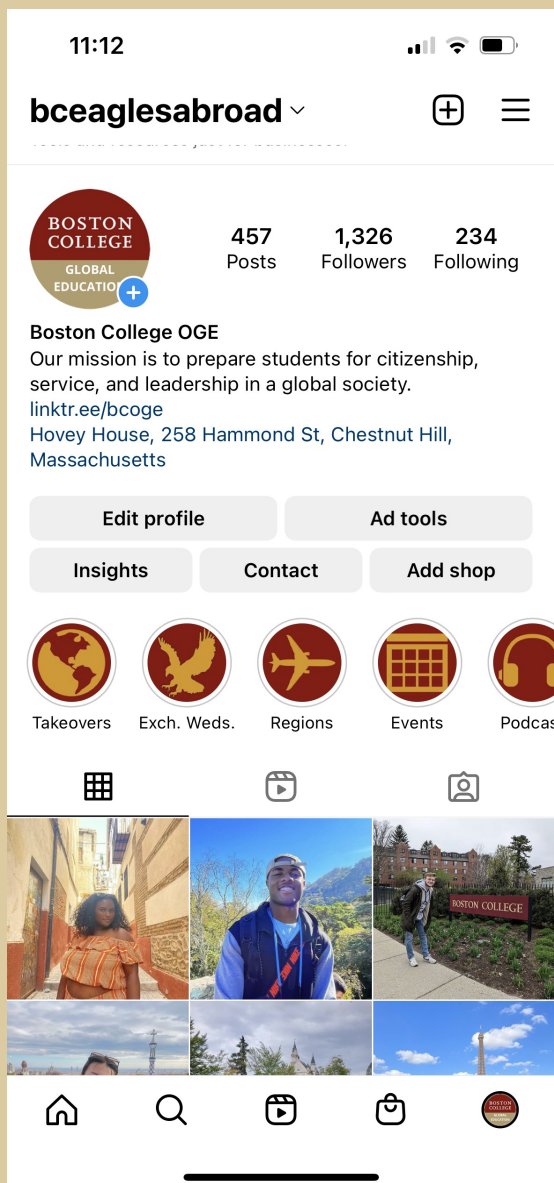 11:12
bceaglesabroad
BOSTON
COLLEGE
GLOBAL
457
Posts
1,326
Followers
234
Following
Boston College OGE
Our mission is to prepare students for citizenship,
service, and leadership in a global society.
linktr.ee/bcoge
Hovey House, 258 Hammond St, Chestnut Hill,
Massachusetts
Edit profile
Ad tools
Insights
Contact
Add shop
Takeovers
Exch. Weds.
Regions
Events
Podcas
BOSTON COLLEGE
BOSTON
COLLEGE